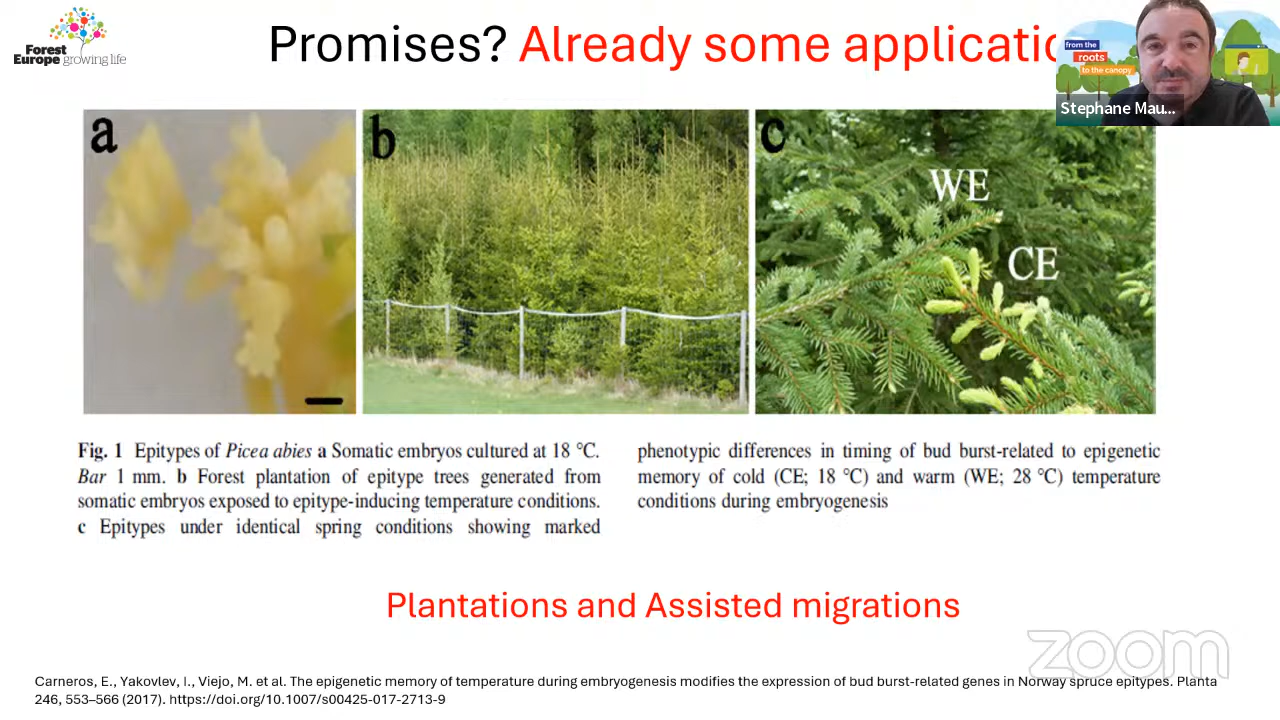 Forest
Europe growing life
Promises? Already some applicatio
from the
roots
to the canopy
Stephane Mau...
a
b
c
WE
CE
Fig. 1 Epitypes of Picea abies a Somatic embryos cultured at 18 °C.
Bar 1 mm. b Forest plantation of epitype trees generated from
somatic embryos exposed to epitype-inducing temperature conditions.
c Epitypes under identical spring conditions showing marked
phenotypic differences in timing of bud burst-related to epigenetic
memory of cold (CE; 18 °C) and warm (WE; 28 °C) temperature
conditions during embryogenesis
Plantations and Assisted migrations
zoom
Carneros, E., Yakovlev, I., Viejo, M. et al. The epigenetic memory of temperature during embryogenesis modifies the expression of bud burst-related genes in Norway spruce epitypes. Planta
246, 553–566 (2017). https://doi.org/10.1007/s00425-017-2713-9